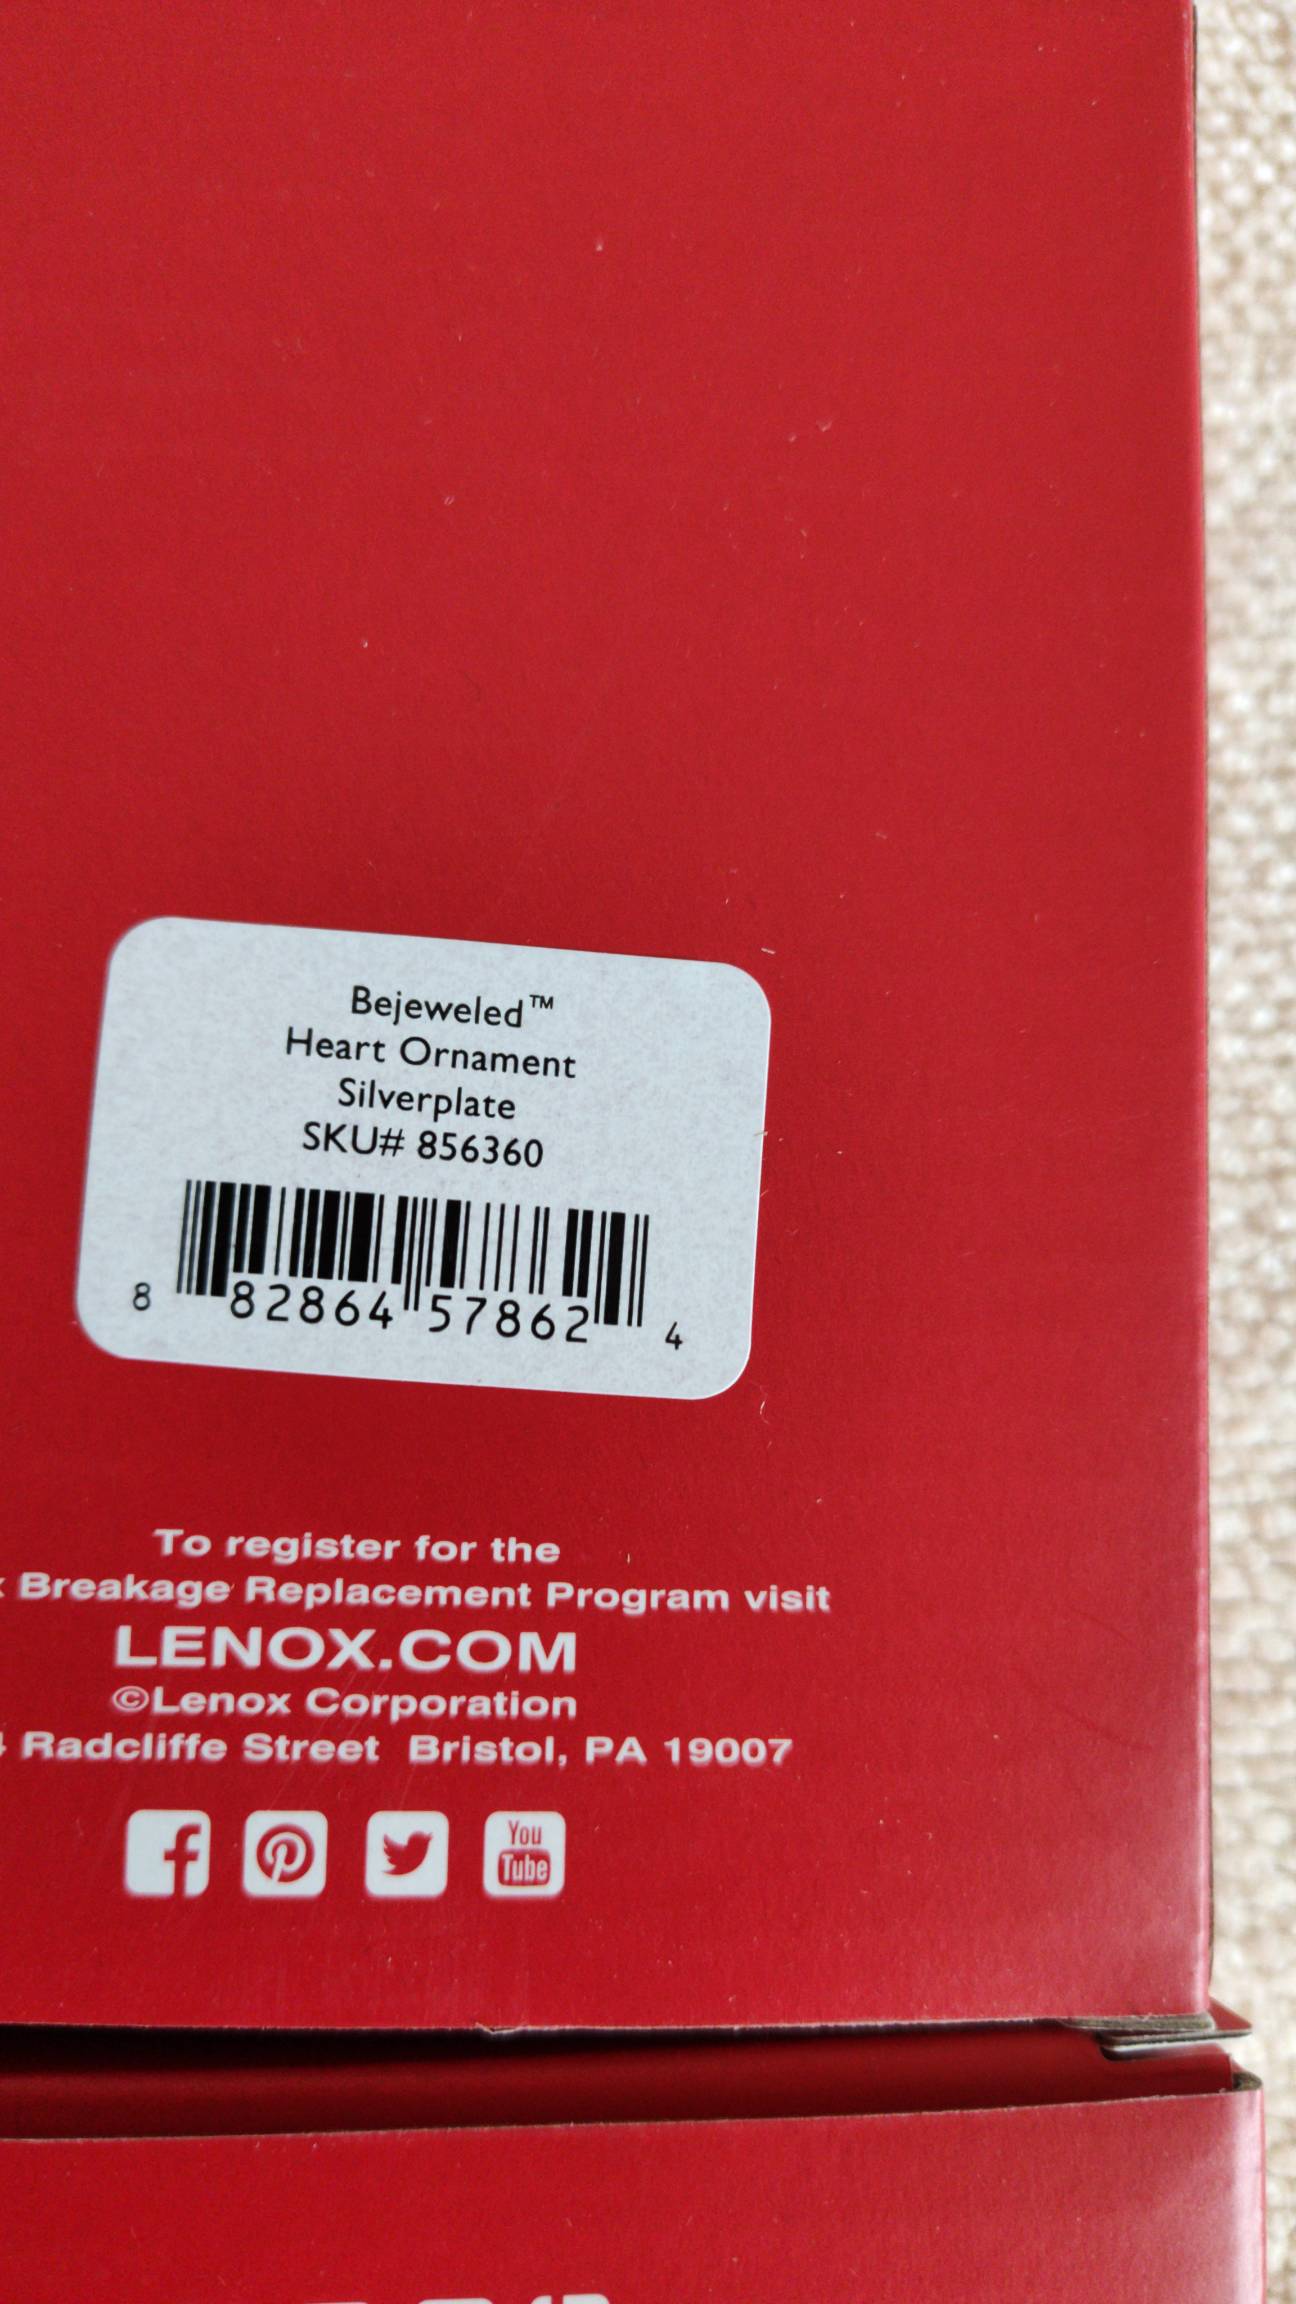 Bejeweled™
Heart Ornament
Silverplate
SKU# 856360
8 82864 57862 4
To register for the
Breakage Replacement Program visit
LENOX.COM
©Lenox Corporation
Radcliffe Street Bristol, PA 19007
You
Tube